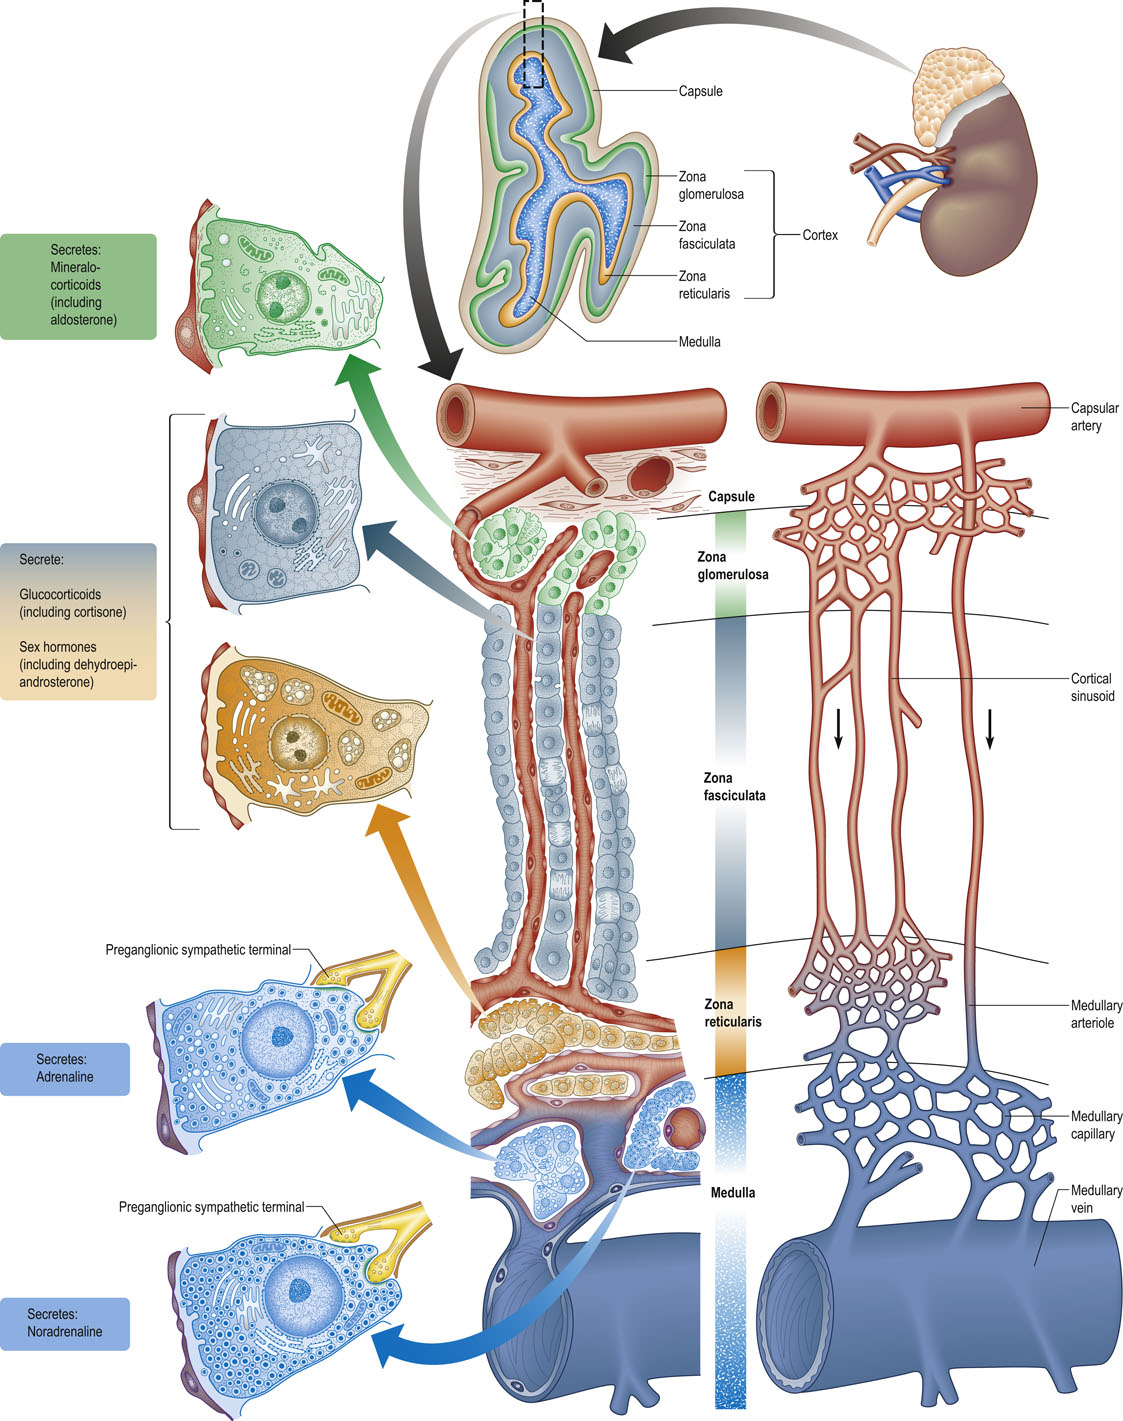 Capsule
Zona
glomerulosa
Zona
fasciculata
Cortex
Zona
reticularis
Medulla
Secretes:
Mineralo-
corticoids
(including
aldosterone)
Capsular
artery
Capsule
Zona
glomerulosa
Secrete:
Glucocorticoids
(including cortisone)
Sex hormones
(including dehydroepi-
androsterone)
Cortical
sinusoid
Zona
fasciculata
Preganglionic sympathetic terminal
Zona
reticularis
Medullary
arteriole
Secretes:
Adrenaline
Medullary
capillary
Medulla
Medullary
vein
Preganglionic sympathetic terminal
Secretes:
Noradrenaline